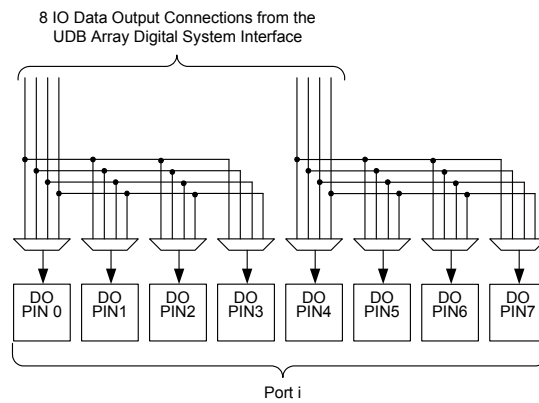 8 IO Data Output Connections from the
UDB Array Digital System Interface
DO
PIN 0
DO
PIN1
DO
PIN2
DO
PIN3
DO
PIN4
DO
PIN5
DO
PIN6
DO
PIN7
Port i